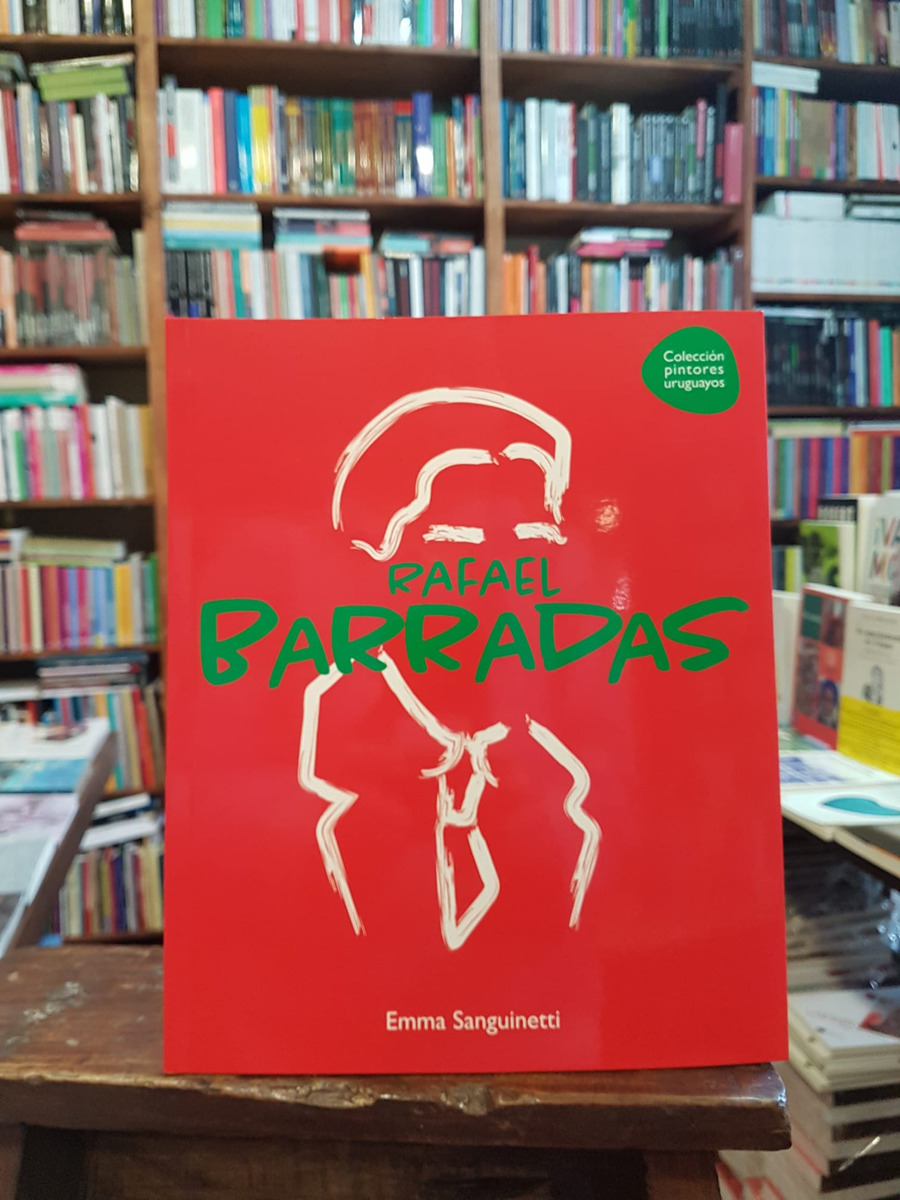 Colección
pintores
uruguayos
RAFAEL
BARRADAS
Emma Sanguinetti